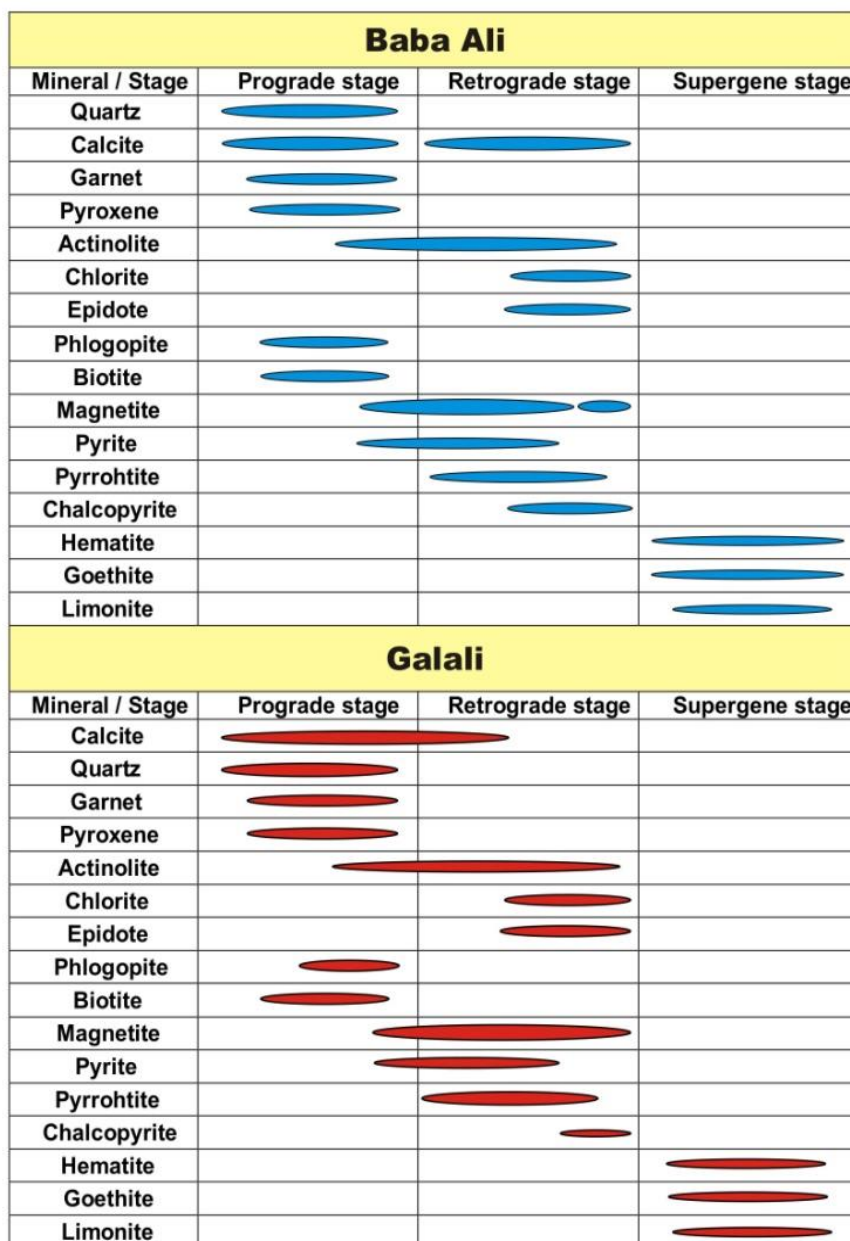 Baba Ali
Mineral / Stage Prograde stage Retrograde stage Supergene stage
Quartz
Calcite
Garnet
Pyroxene
Actinolite
Chlorite
Epidote
Phlogopite
Biotite
Magnetite
Pyrite
Pyrrohtite
Chalcopyrite
Hematite
Goethite
Limonite
Galali
Mineral / Stage Prograde stage Retrograde stage Supergene stage
Calcite
Quartz
Garnet
Pyroxene
Actinolite
Chlorite
Epidote
Phlogopite
Biotite
Magnetite
Pyrite
Pyrrohtite
Chalcopyrite
Hematite
Goethite
Limonite